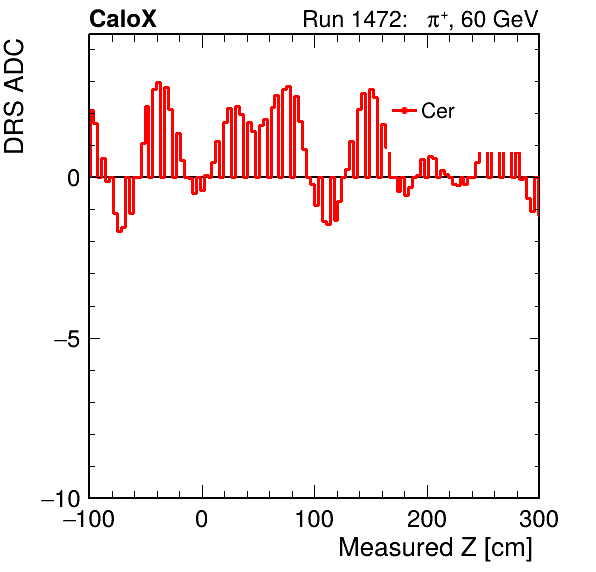 CaloX Run 1472: π⁺, 60 GeV
DRS ADC
Cer
0
−5
−10
−100 0 100 200 300
Measured Z [cm]